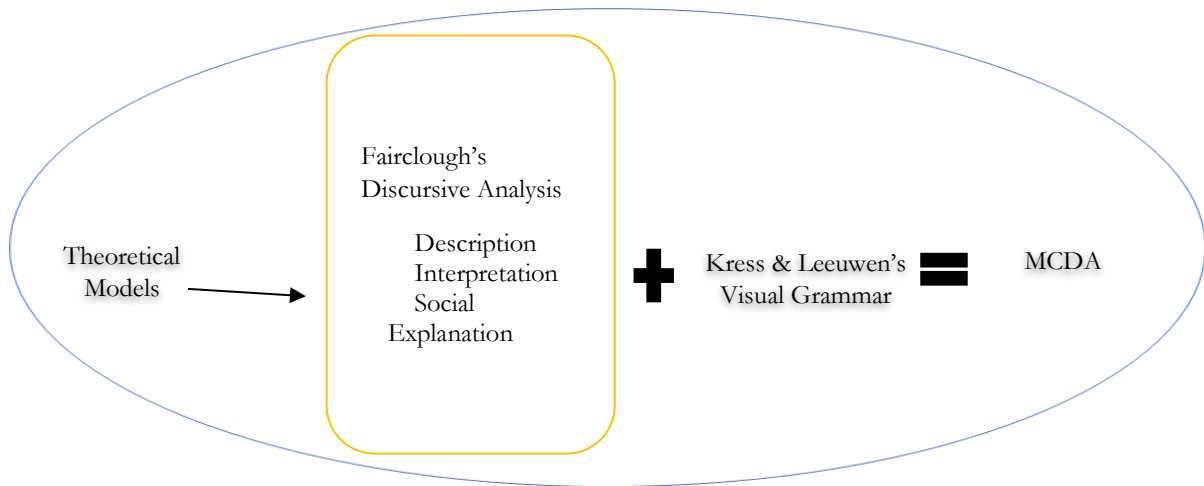 Theoretical
Models
Fairclough’s
Discursive Analysis
Description
Interpretation
Social
Explanation
Kress & Leeuwen’s
Visual Grammar
MCDA